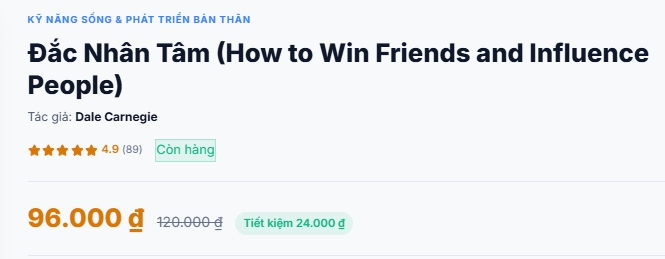 KỸ NĂNG SỐNG & PHÁT TRIỂN BẢN THÂN
Đắc Nhân Tâm (How to Win Friends and Influence
People)
Tác giả: Dale Carnegie
4.9 (89) Còn hàng
96.000 ₫ 120.000 ₫ Tiết kiệm 24.000 ₫